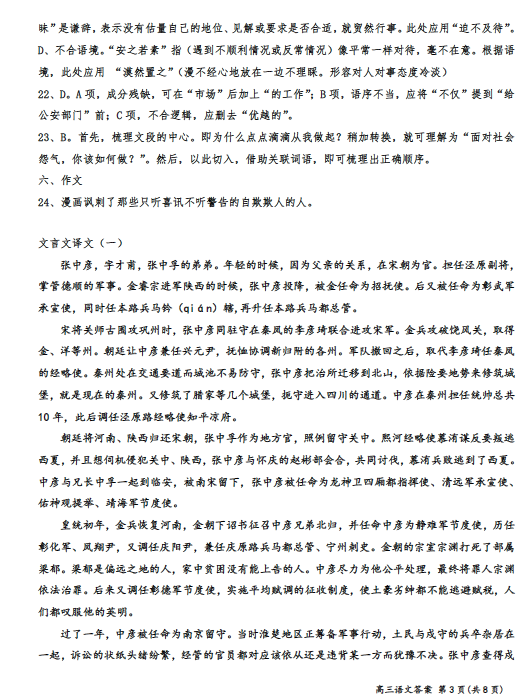 昧”是谦辞，表示没有估量自己的地位、见解或要求是否合适，就贸然行事。此处应用“迫不及待”。
D、不合语境。“安之若素”指（遇到不顺利情况或反常情况）像平常一样对待，毫不在意。根据语
境，此处应用 “漠然置之”（漫不经心地放在一边不理睬。形容对人对事态度冷淡）
22、D。A 项，成分残缺，可在“市场”后加上“的工作”；B 项，语序不当，应将“不仅”提到“给
公安部门”前；C 项，不合逻辑，应删去“优越的”。
23、B。首先，梳理文段的中心。即为什么点点滴滴从我做起？稍加转换，就可理解为“面对社会
怨气，你该如何做？”。然后，以此切入，借助关联词语，即可梳理出正确顺序。
六、作文
24、漫画讽刺了那些只听喜讯不听警告的自欺欺人的人。
文言文译文（一）
张中彦，字才甫，张中孚的弟弟。年轻的时候，因为父亲的关系，在宋朝为官。担任泾原副将，
掌管德顺的军事。金睿宗进军陕西的时候，张中彦投降，被金任命为招抚使。后又被任命为彰武军
承宣使，同时任本路兵马钤（qián）辖,再升任本路兵马都总管。
宋将关师古围攻巩州时，张中彦同驻守在秦凤的李彦琦联合进攻宋军。金兵攻破饶风关，取得
金、洋等州。朝廷让中彦兼任兴元尹，抚恤协调新归附的各州。军队撤回之后，取代李彦琦任秦凤
的经略使。秦州处在交通要道而城池不易防守，张中彦把治所迁移到北山，依据险要地势来修筑城
堡，就是现在的秦州。又修筑了腊家等几个城堡，扼守进入四川的通道。中彦在秦州担任统帅总共
10 年，此后调任泾原路经略使知平凉府。
朝廷将河南、陕西归还宋朝，张中孚作为地方官，照例留守关中。熙河经略使慕洧谋反要叛逃
西夏，并且想伺机侵犯关中、陕西，张中彦与怀庆的赵彬部会合，共同讨伐，慕洧兵败逃到了西夏。
中彦与兄长中孚一起到临安，被南宋留下，张中彦被任命为龙神卫四厢都指挥使、清远军承宣使、
佑神观提举、靖海军节度使。
皇统初年，金兵恢复河南，金朝下诏书征召中彦兄弟北归，并任命中彦为静难军节度使，历任
彰化军、凤翔尹，又调任庆阳尹，兼任庆原路兵马都总管、宁州刺史。金朝的宗室宗渊打死了部属
梁郁。梁郁是偏远之地的人，家中贫困没有能上告的人。中彦尽力为他公平处理，最终将罪人宗渊
依法治罪。后来又调任彰德军节度使，实施平均赋调的征收制度，使土豪劣绅都不能逃避赋税，人
们都叹服他的英明。
过了一年，中彦被任命为南京留守。当时淮楚地区正筹备军事行动，土民与戍守的兵卒杂居在
一起，诉讼的状纸头绪纷繁，经管的官员都对应该依从还是违背某一方而犹豫不决。张中彦查得戍
高三语文答案 第 3 页(共 8 页)